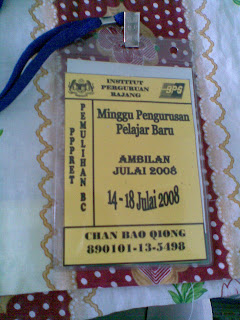 INSTITUT
PERGURUAN
RAJANG
BPG
PPPRET
PEMULIHAN BC
Minggu Pengurusan
Pelajar Baru
AMBILAN
JULAI 2008
14 - 18 Julai 2008
CHAN BAO QIONG
890101-13-5498